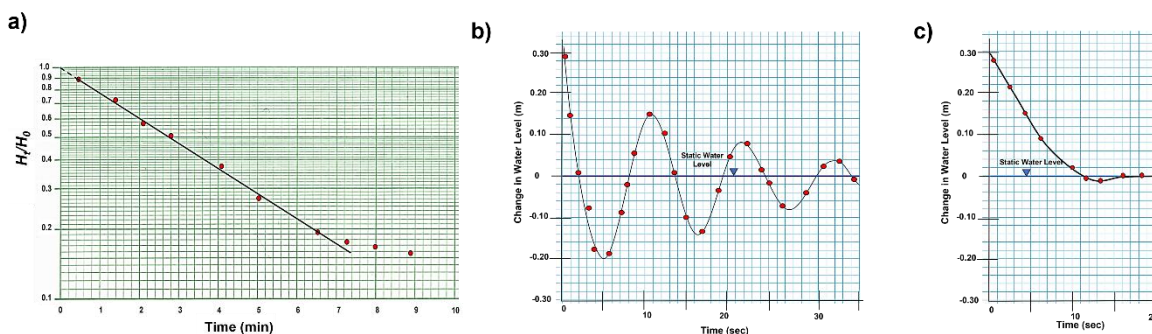 a)
1.0
0.9
0.8
0.7
0.6
0.5
0.4
0.3
0.2
0.1
Ht/H0
0 1 2 3 4 5 6 7 8 9 10
Time (min)
b)
0.30
0.20
0.10
0
-0.10
-0.20
-0.30
Change in Water Level (m)
Static Water
Level
0 10 20 30
Time (sec)
c)
0.30
0.20
0.10
0
-0.10
-0.20
-0.30
Change in Water Level (m)
Static Water Level
0 10 2
Time (sec)